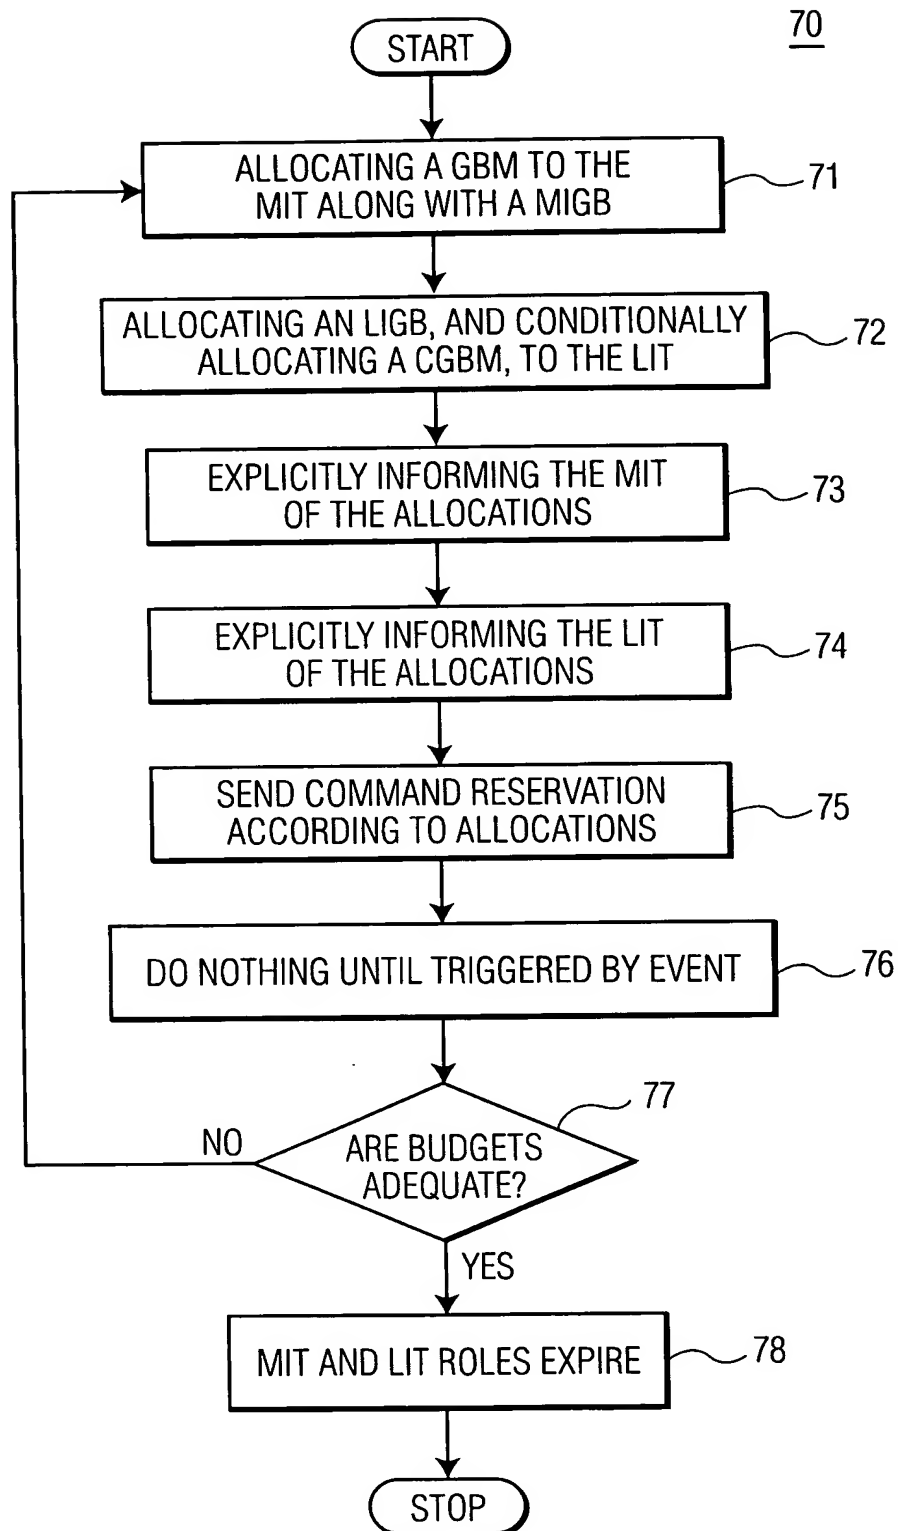 70
START
ALLOCATING A GBM TO THE
MIT ALONG WITH A MIGB
71
ALLOCATING AN LIGB, AND CONDITIONALLY
ALLOCATING A CGBM, TO THE LIT
72
EXPLICITLY INFORMING THE MIT
OF THE ALLOCATIONS
73
EXPLICITLY INFORMING THE LIT
OF THE ALLOCATIONS
74
SEND COMMAND RESERVATION
ACCORDING TO ALLOCATIONS
75
DO NOTHING UNTIL TRIGGERED BY EVENT
76
77
NO
ARE BUDGETS
ADEQUATE?
YES
MIT AND LIT ROLES EXPIRE
78
STOP